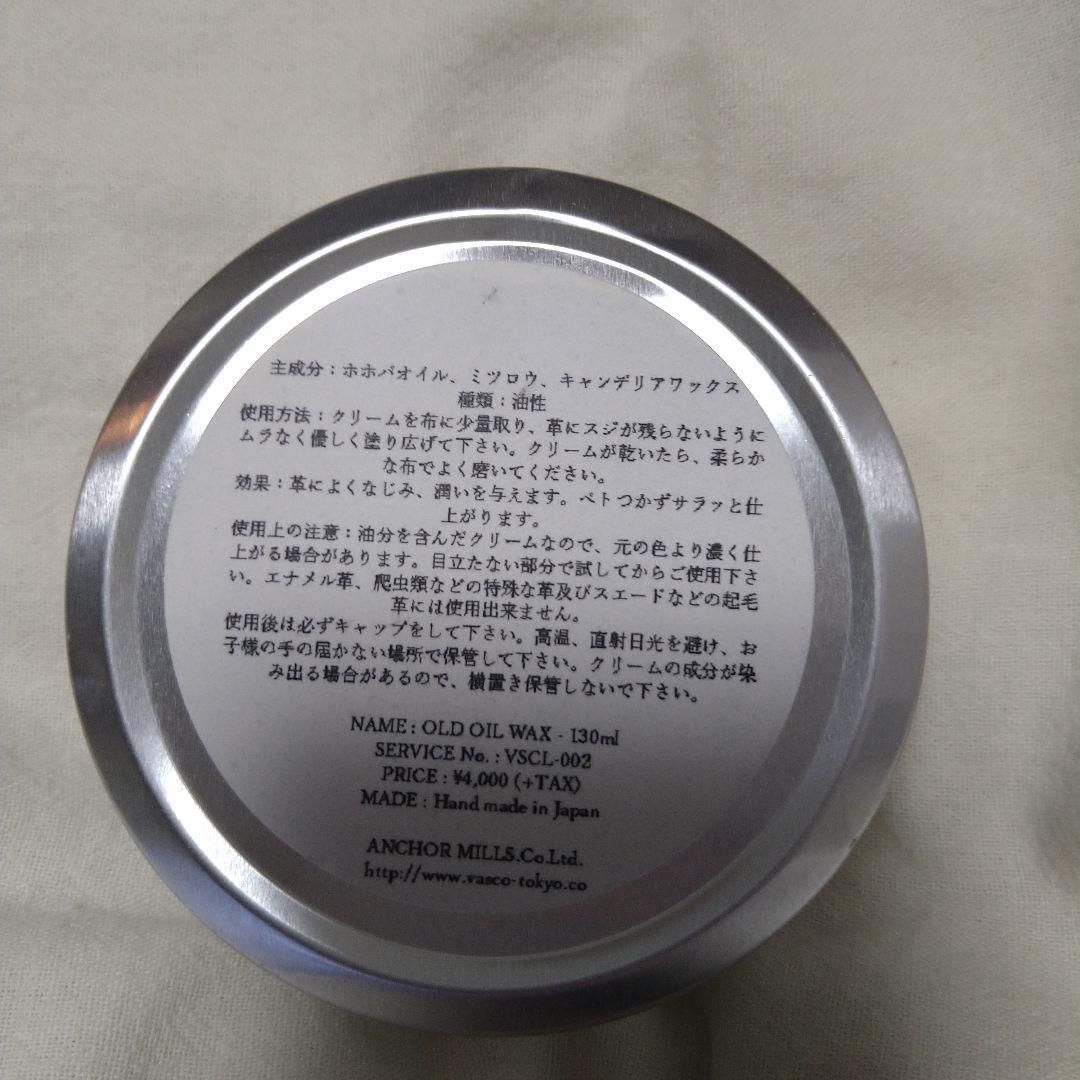 主成分：ホホバオイル、ミツロウ、キャンデリアワックス
種類：油性
使用方法：クリームを布に少量取り、革にスジが残らないように
ムラなく優しく塗り広げて下さい。クリームが乾いたら、柔らか
な布でよく磨いてください。
効果：革によくなじみ、潤いを与えます。ベトつかずサラッと仕
上がります。
使用上の注意：油分を含んだクリームなので、元の色より濃く仕
上がる場合があります。目立たない部分で試してからご使用下さ
い。エナメル革、爬虫類などの特殊な革及びスエードなどの起毛
革には使用出来ません。
使用後は必ずキャップをして下さい。高温、直射日光を避け、お
子様の手の届かない場所で保管して下さい。クリームの成分が染
み出る場合があるので、横置き保管しないで下さい。
NAME : OLD OIL WAX - 130ml
SERVICE No. : VSCL-002
PRICE : ¥4,000 (+TAX)
MADE : Hand made in Japan
ANCHOR MILLS.Co.Ltd.
http://www.vasco-tokyo.co